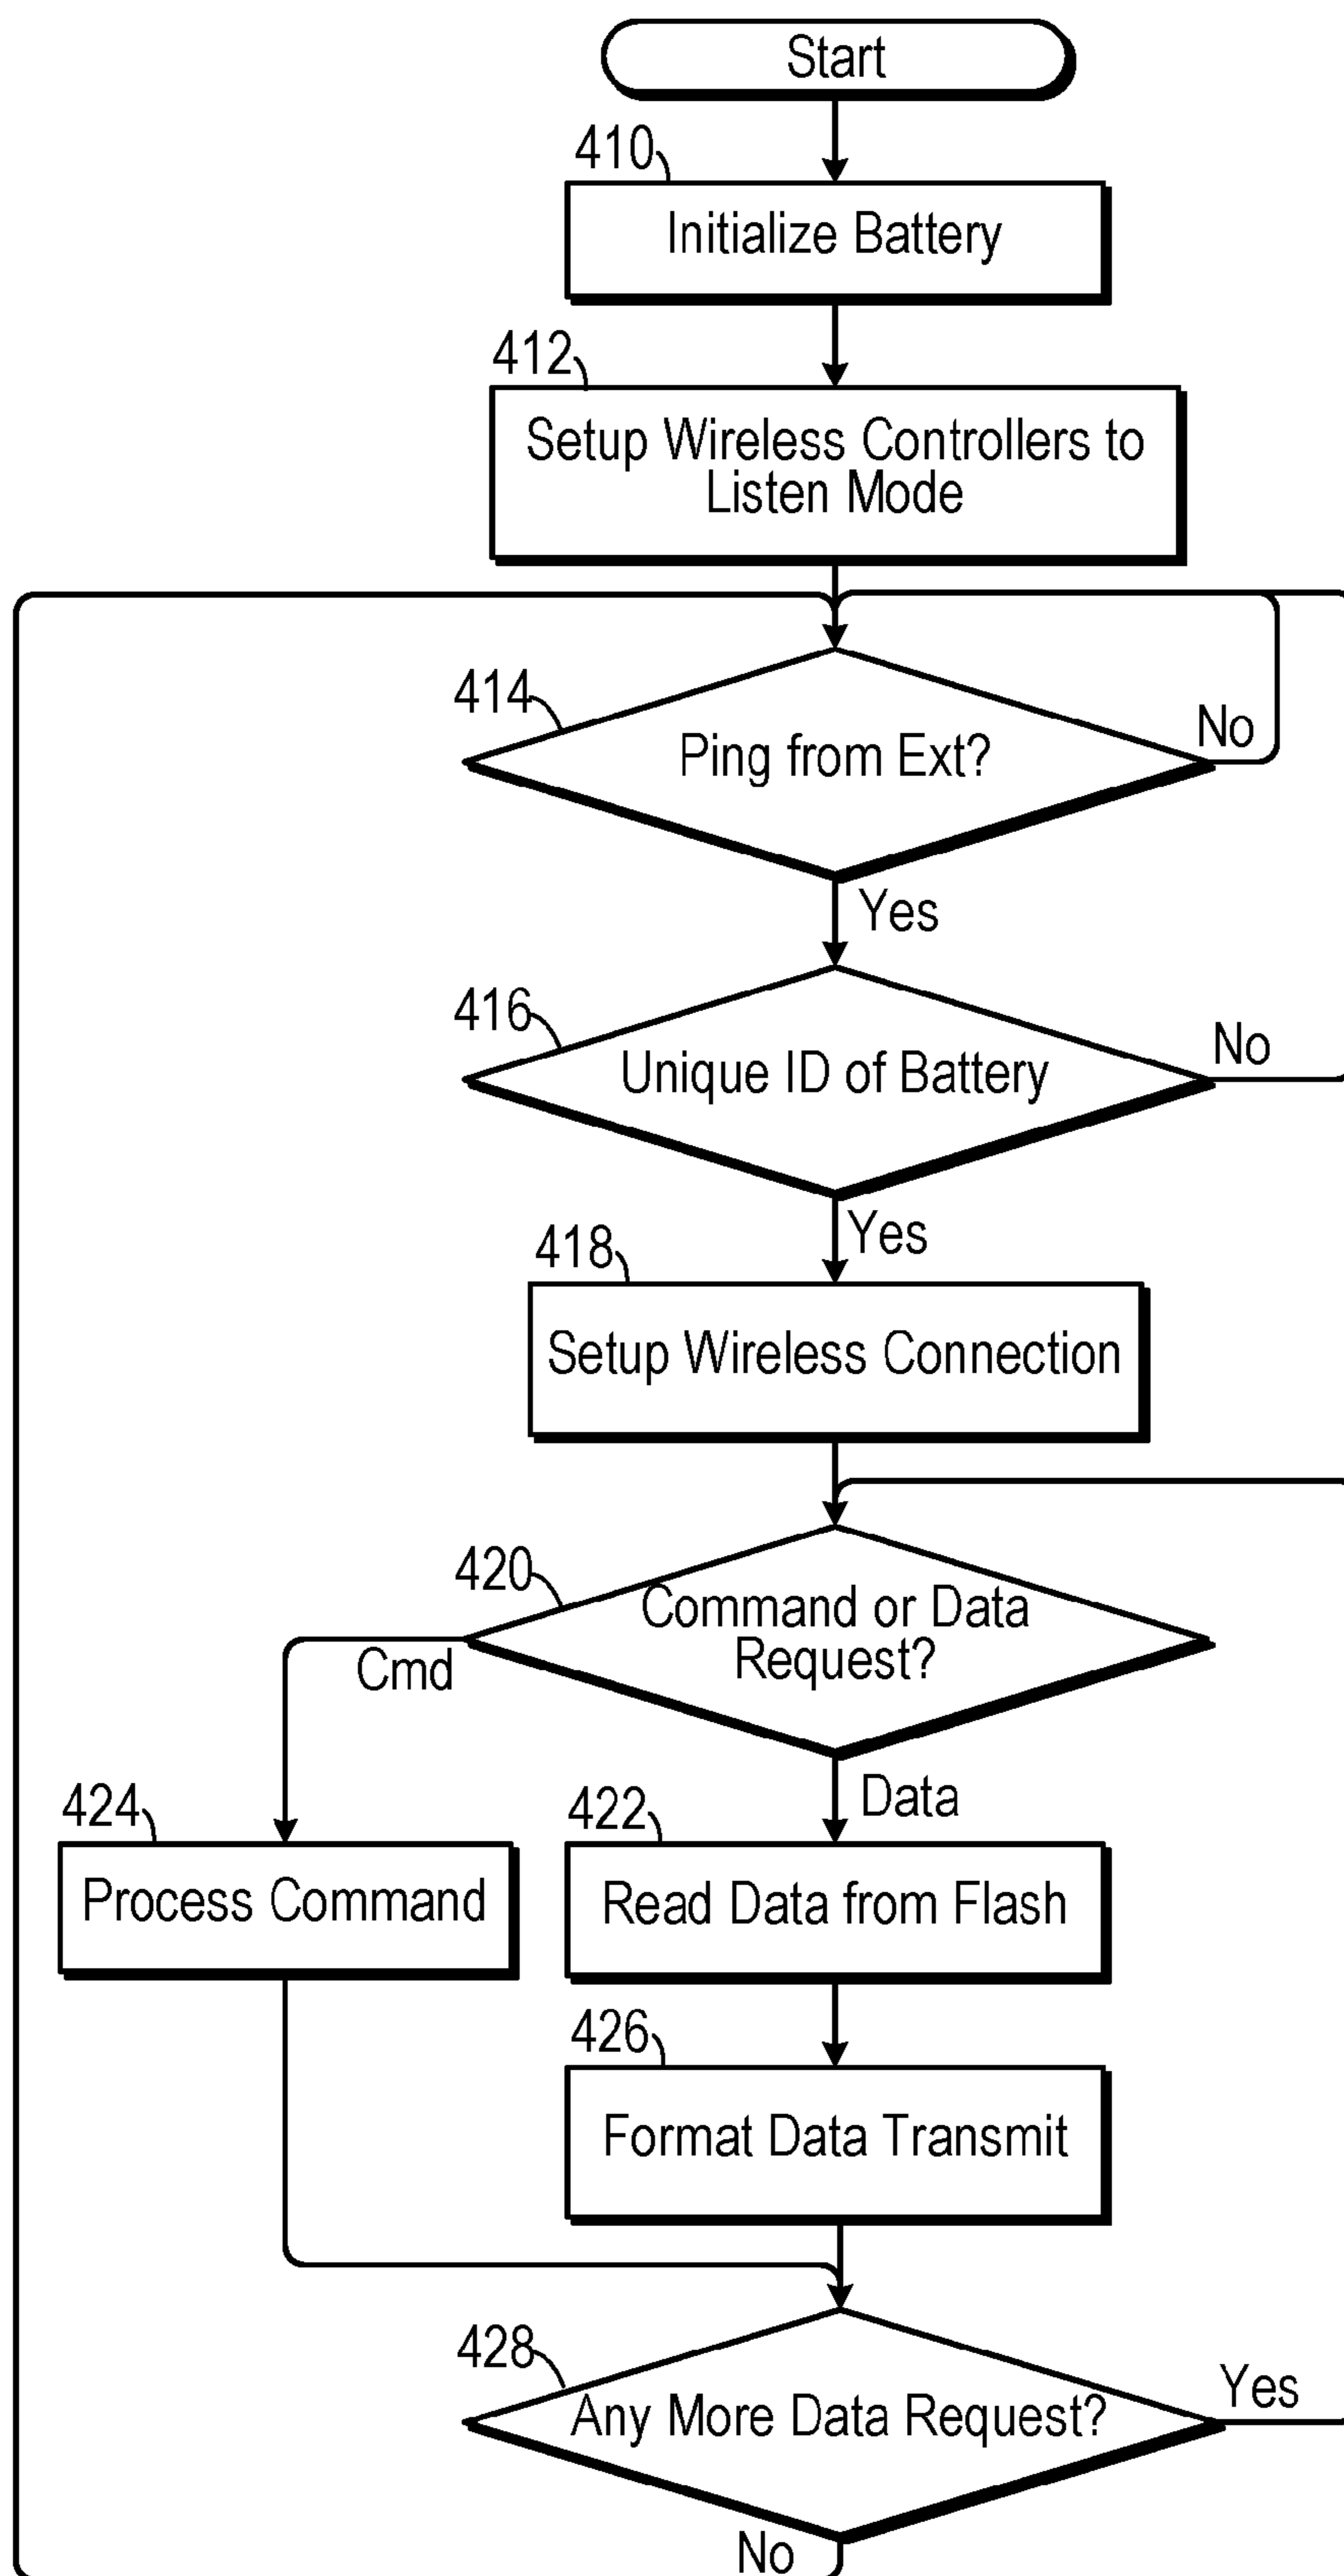 Start
410
Initialize Battery
412
Setup Wireless Controllers to
Listen Mode
414
Ping from Ext?
No
Yes
416
Unique ID of Battery
No
Yes
418
Setup Wireless Connection
420
Command or Data
Request?
Cmd
Data
424
Process Command
422
Read Data from Flash
426
Format Data Transmit
428
Any More Data Request?
Yes
No